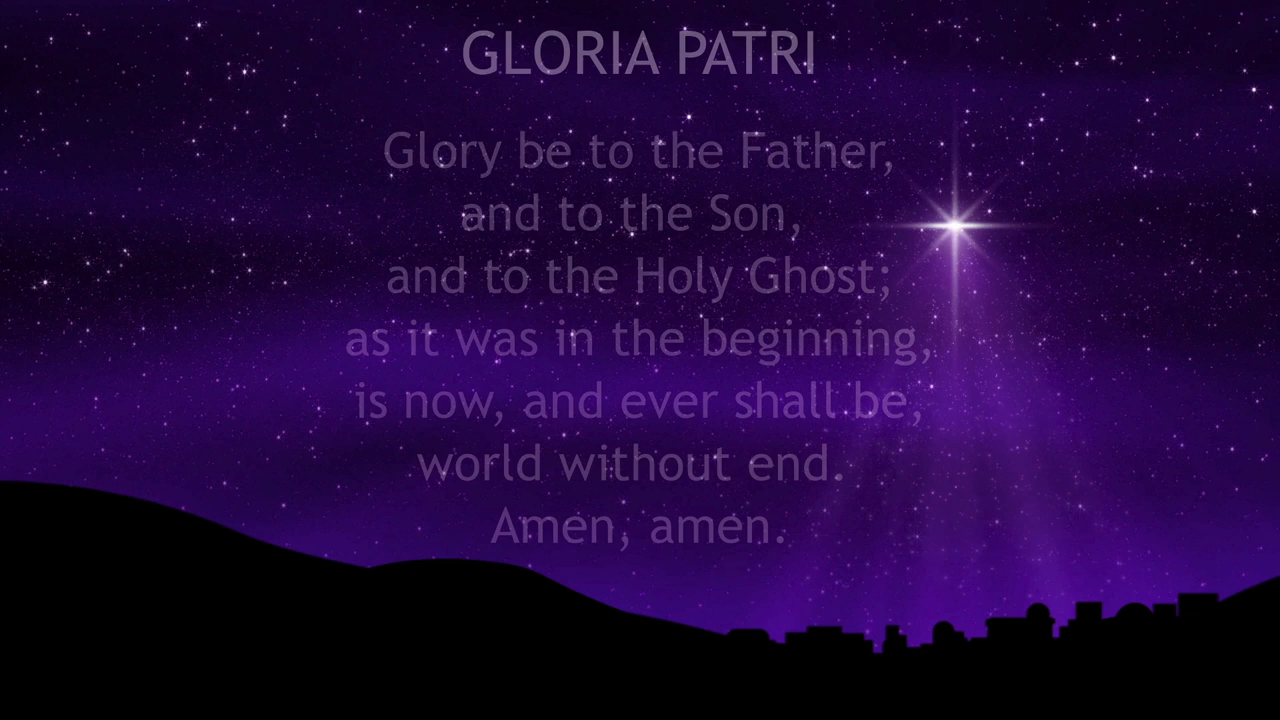 GLORIA PATRI
Glory be to the Father,
and to the Son,
and to the Holy Ghost;
as it was in the beginning,
is now, and ever shall be,
world without end.
Amen, amen.